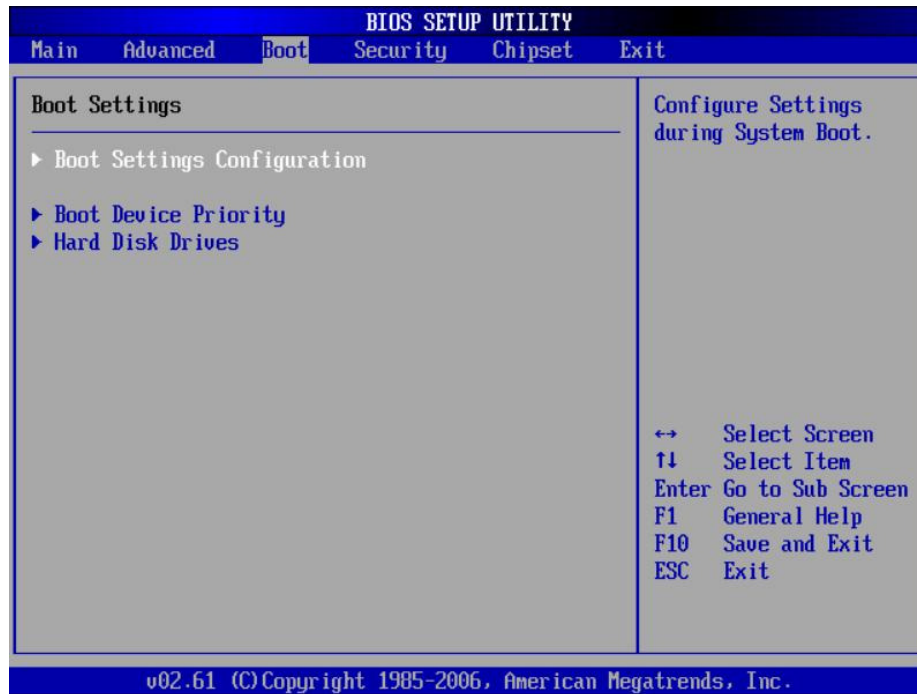 BIOS SETUP UTILITY
Main Advanced Boot Security Chipset Exit
Boot Settings
▶ Boot Settings Configuration
▶ Boot Device Priority
▶ Hard Disk Drives
Configure Settings
during System Boot.
↔ Select Screen
↑↓ Select Item
Enter Go to Sub Screen
F1 General Help
F10 Save and Exit
ESC Exit
v02.61 (C)Copyright 1985-2006, American Megatrends, Inc.